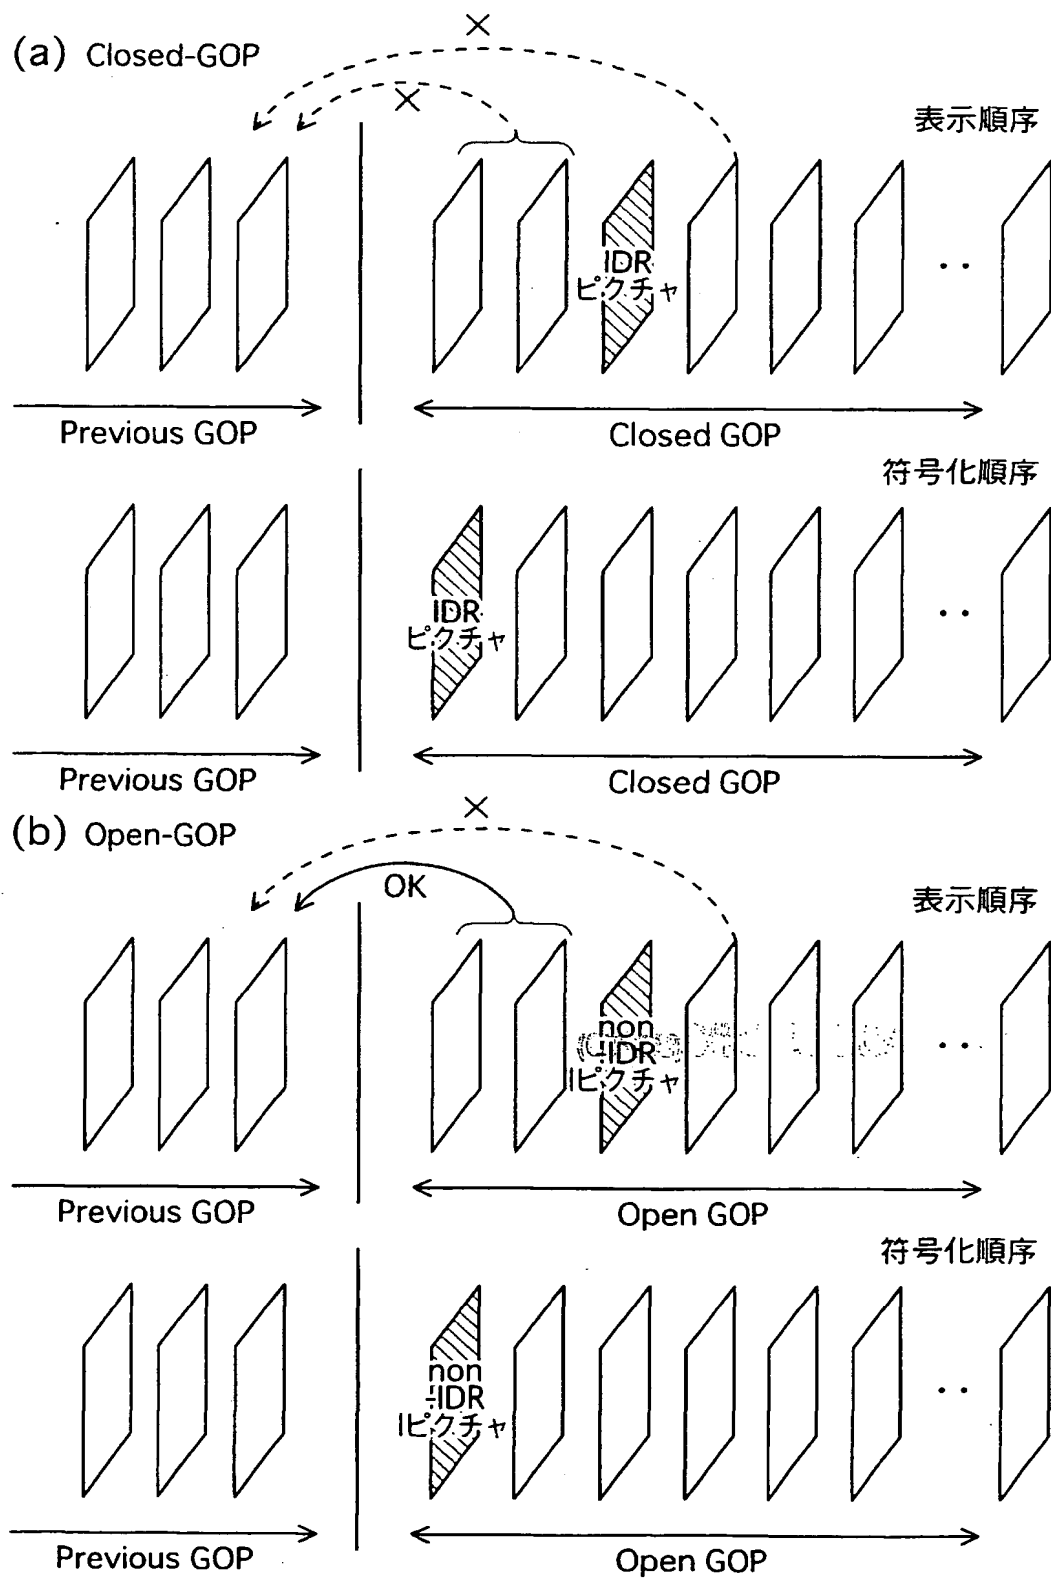 (a) Closed-GOP
×
×
表示順序
IDR
ピクチャ
‥
Previous GOP
Closed GOP
符号化順序
IDR
ピクチャ
‥
Previous GOP
Closed GOP
(b) Open-GOP
×
OK
表示順序
non
-IDR
Iピクチャ
‥
Previous GOP
Open GOP
符号化順序
non
-IDR
Iピクチャ
‥
Previous GOP
Open GOP